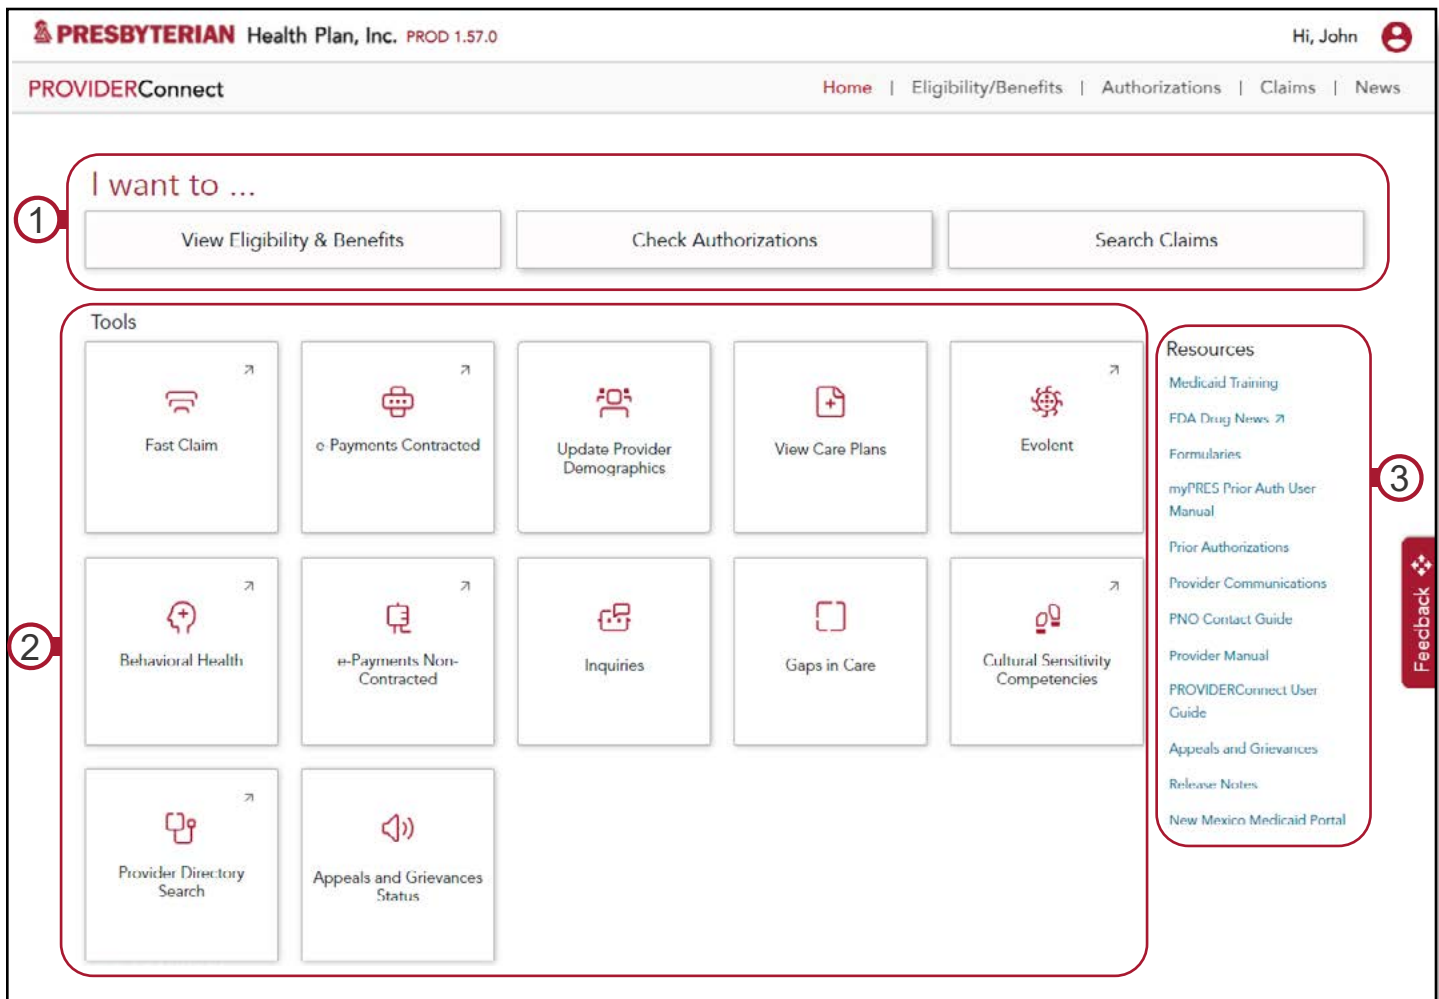 PRESBYTERIAN Health Plan, Inc. PROD 1.57.0
Hi, John
PROVIDERConnect
Home | Eligibility/Benefits | Authorizations | Claims | News
1
I want to ...
View Eligibility & Benefits
Check Authorizations
Search Claims
2
Tools
Fast Claim
e-Payments Contracted
Update Provider
Demographics
View Care Plans
Evolent
Behavioral Health
e-Payments Non-
Contracted
Inquiries
Gaps in Care
Cultural Sensitivity
Competencies
Provider Directory
Search
Appeals and Grievances
Status
3
Resources
Medicaid Training
FDA Drug News
Formularies
myPRES Prior Auth User
Manual
Prior Authorizations
Provider Communications
PNO Contact Guide
Provider Manual
PROVIDERConnect User
Guide
Appeals and Grievances
Release Notes
New Mexico Medicaid Portal
Feedback